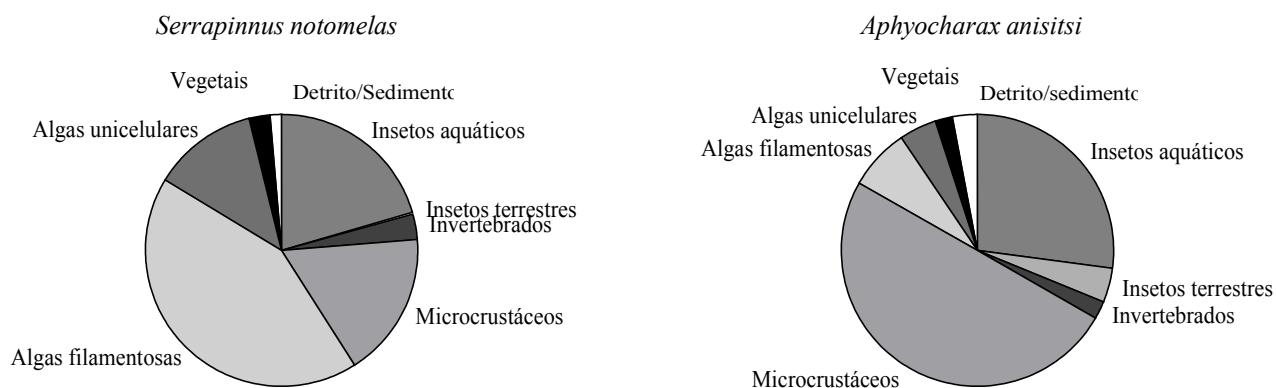 Serrapinnus notomelas
Vegetais
Detrito/Sedimento
Algas unicelulares
Insetos aquáticos
Insetos terrestres
Invertebrados
Microcrustáceos
Algas filamentosas
Aphyocharax anisitsi
Vegetais
Detrito/sedimento
Algas unicelulares
Algas filamentosas
Insetos aquáticos
Insetos terrestres
Invertebrados
Microcrustáceos